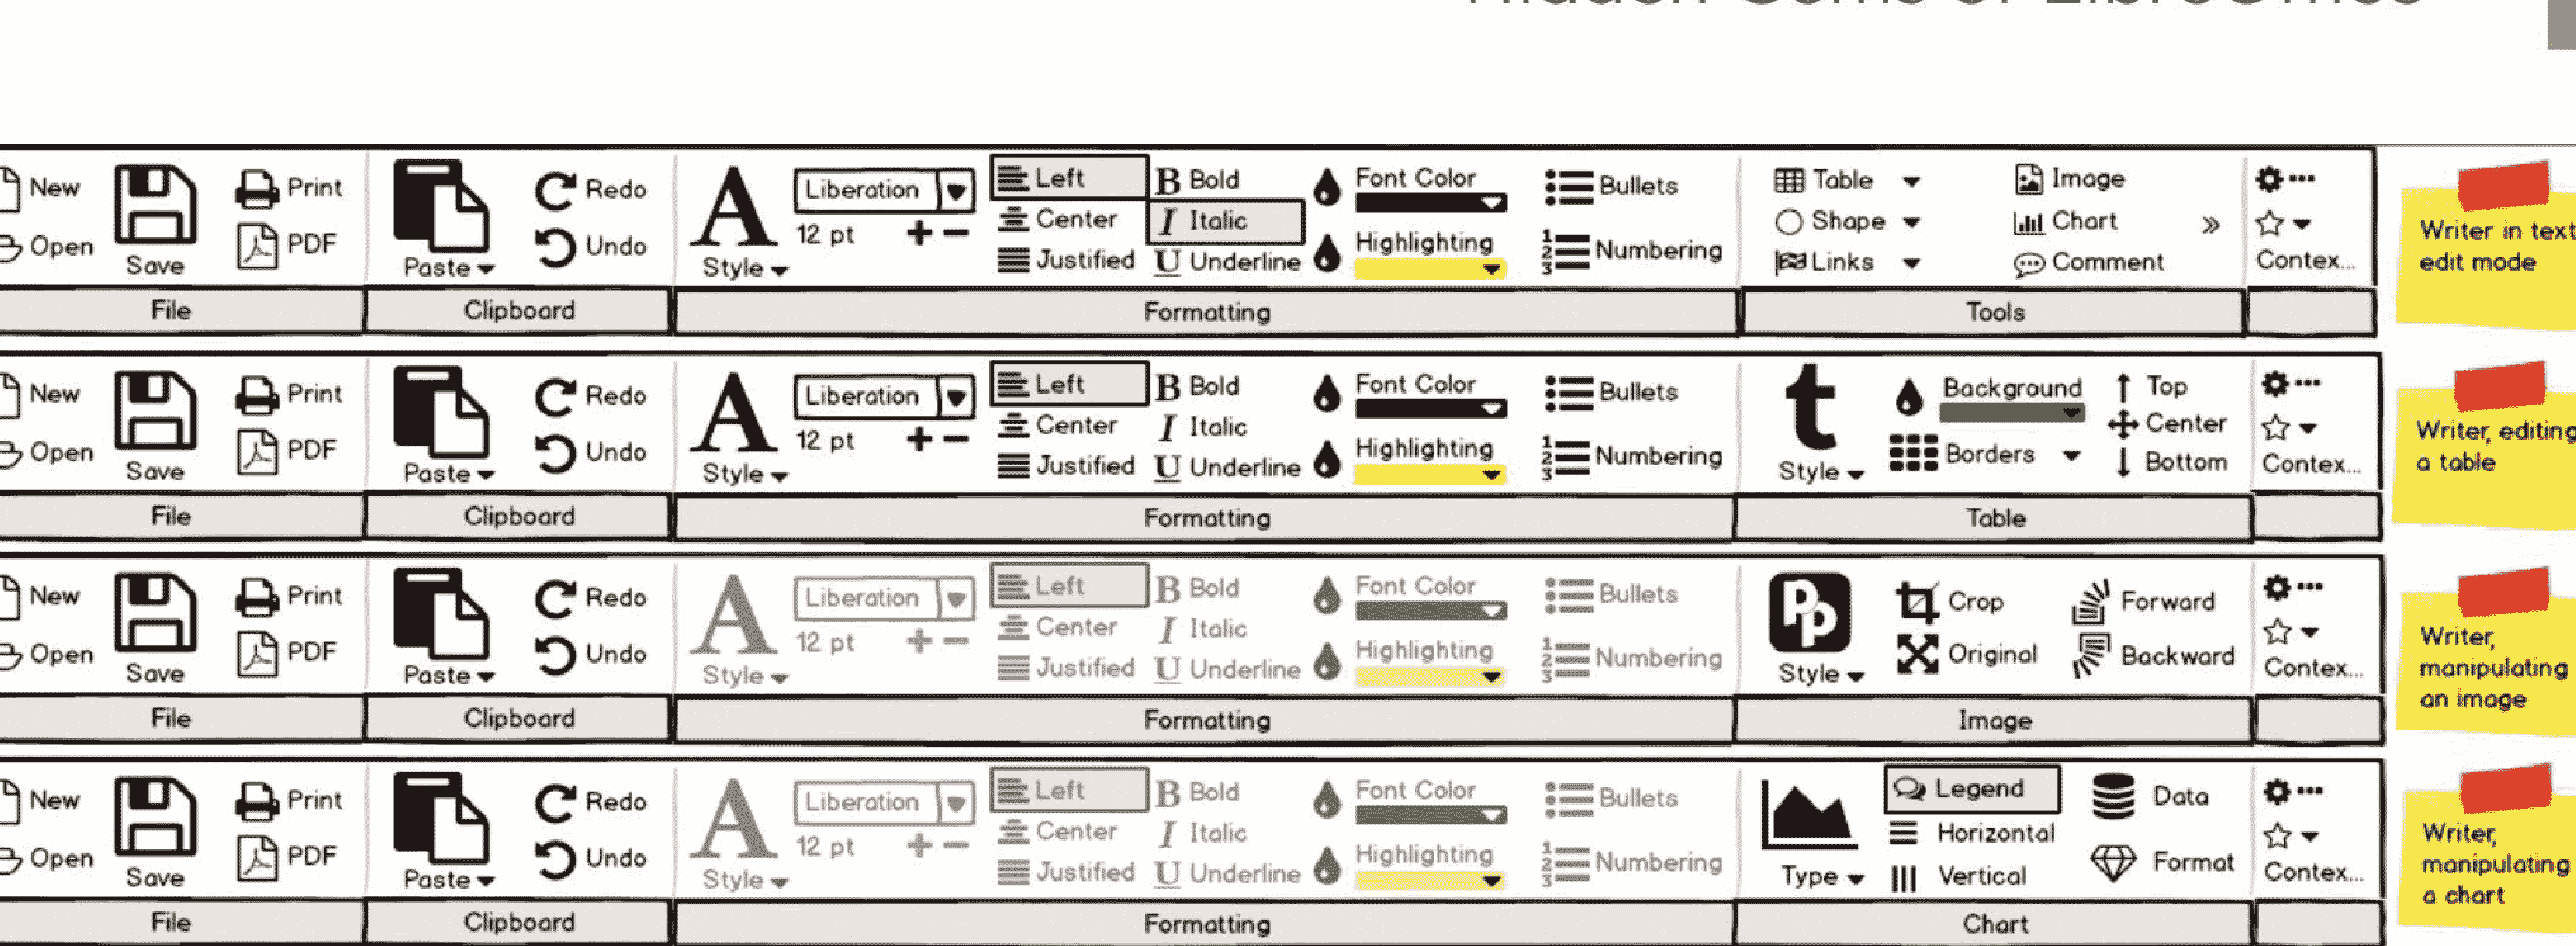 Hidden Gems of LibreOffice
New Print Redo Liberation Left B Bold Font Color Bullets Table Image
Open Save PDF Paste Undo Style 12 pt + - Center I Italic Highlighting Numbering Shape Chart »
Justified U Underline Links Comment Contex...
File Clipboard Formatting Tools
Writer in text
edit mode
New Print Redo Liberation Left B Bold Font Color Bullets Background Top
Open Save PDF Paste Undo Style 12 pt + - Center I Italic Highlighting Numbering Style Borders Center
Justified U Underline Bottom Contex...
File Clipboard Formatting Table
Writer, editing
a table
New Print Redo Liberation Left B Bold Font Color Bullets Pp Crop Forward
Open Save PDF Paste Undo Style 12 pt + - Center I Italic Highlighting Numbering Style Original Backward
Justified U Underline Contex...
File Clipboard Formatting Image
Writer,
manipulating
an image
New Print Redo Liberation Left B Bold Font Color Bullets Legend Data
Open Save PDF Paste Undo Style 12 pt + - Center I Italic Highlighting Numbering Type Horizontal Format
Justified U Underline Vertical Contex...
File Clipboard Formatting Chart
Writer,
manipulating
a chart